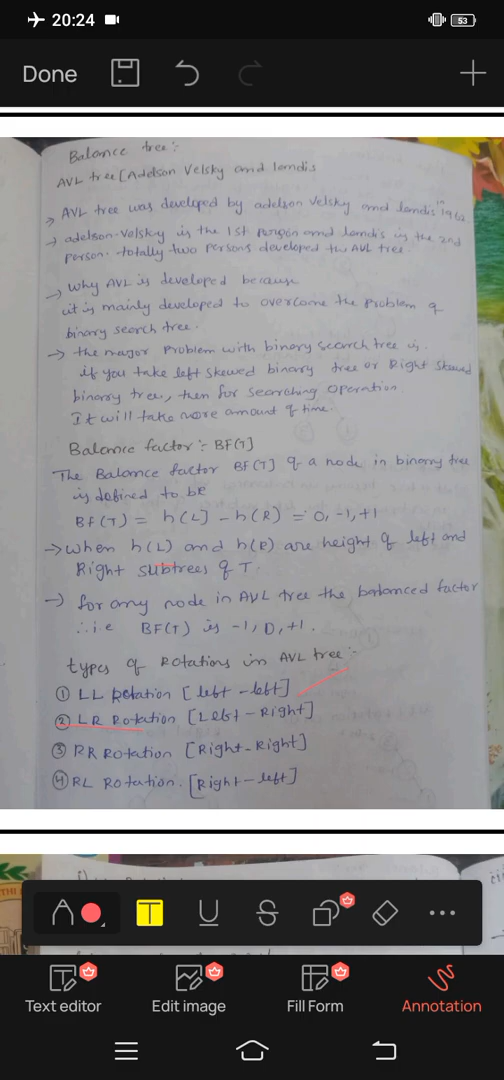 20:24
53
Done
Balance tree :-
AVL tree [Adelson Velsky and lamdis
→ AVL tree was developed by adelson velsky and landis in 1962
→ adelson-Volsky is the 1st person and landis is the 2nd
person. totally two persons developed the AVL tree.
→ Why AVL is developed because
it is mainly developed to overcome the problem of
binary search tree.
→ the major problem with binary search tree is.
if you take left skewed binary tree or Right skewed
binary tree, then for searching operation.
It will take more amount of time.
Balance factor :- BF[T]
The Balance factor BF[T] of a node in binary tree
is defined to be
BF(T) = h(L) - h(R) = 0, -1, +1
→ when h(L) and h(R) are height of left and
Right subtrees of T.
→ for any node in AVL tree the balanced factor
∴ i.e BF(T) is -1, 0, +1.
types of Rotations in AVL tree :-
① LL Rotation [left - left]
② LR Rotation [Left - Right]
③ RR Rotation [Right - Right]
④ RL Rotation. [Right - left]
T
Text editor
Edit image
Fill Form
Annotation